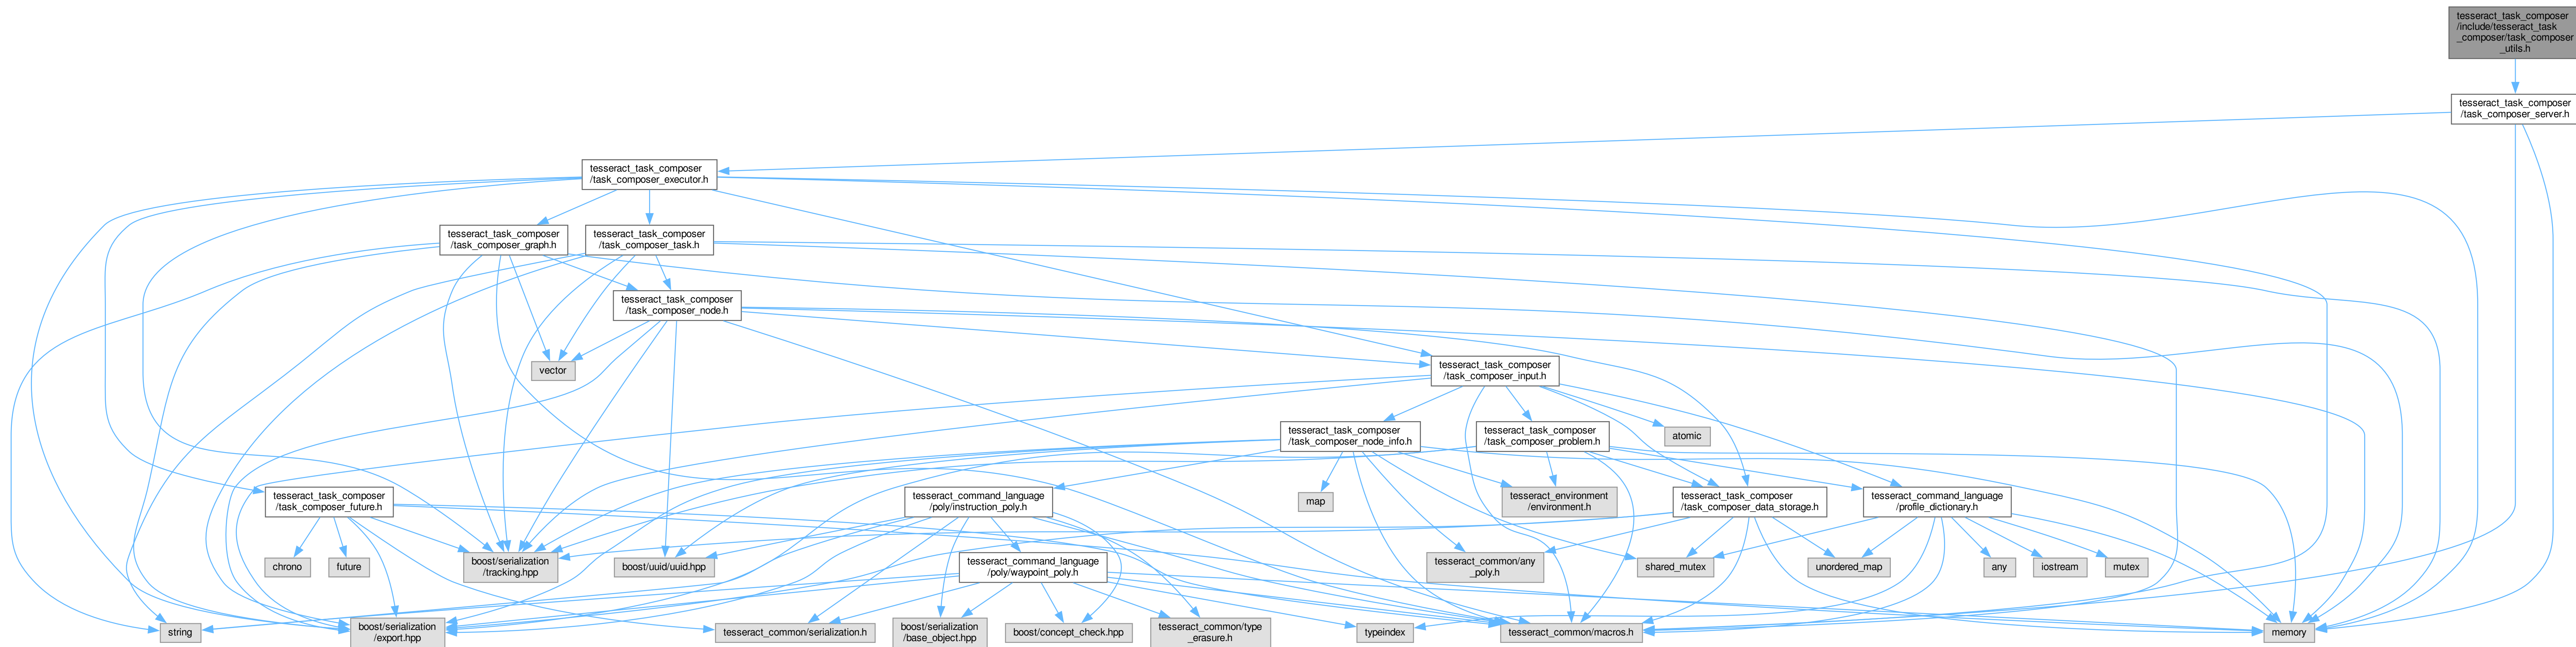 tesseract_task_composer
/include/tesseract_task
_composer/task_composer
_utils.h
tesseract_task_composer
/task_composer_server.h
tesseract_task_composer
/task_composer_executor.h
tesseract_task_composer
/task_composer_graph.h
tesseract_task_composer
/task_composer_task.h
tesseract_task_composer
/task_composer_node.h
vector
tesseract_task_composer
/task_composer_input.h
tesseract_task_composer
/task_composer_node_info.h
tesseract_task_composer
/task_composer_problem.h
atomic
tesseract_task_composer
/task_composer_future.h
tesseract_command_language
/poly/instruction_poly.h
map
tesseract_environment
/environment.h
tesseract_task_composer
/task_composer_data_storage.h
tesseract_command_language
/profile_dictionary.h
chrono
future
boost/serialization
/tracking.hpp
boost/uuid/uuid.hpp
tesseract_command_language
/poly/waypoint_poly.h
tesseract_common/any
_poly.h
shared_mutex
unordered_map
any
iostream
mutex
string
boost/serialization
/export.hpp
tesseract_common/serialization.h
boost/serialization
/base_object.hpp
boost/concept_check.hpp
tesseract_common/type
_erasure.h
typeindex
tesseract_common/macros.h
memory